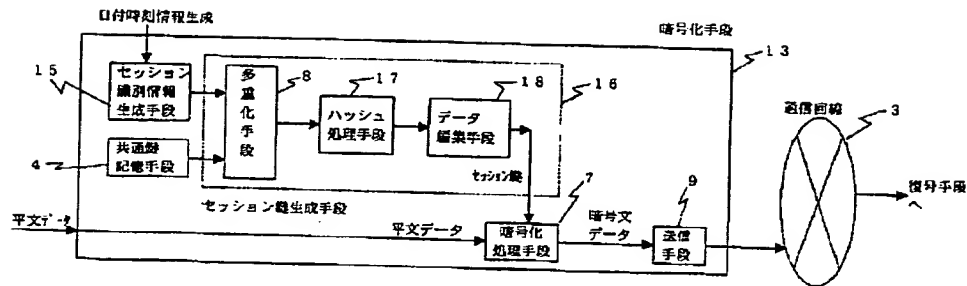 日付時刻情報生成
暗号化手段
13
15
セッション
識別情報
生成手段
多重化手段
8
17
ハッシュ
処理手段
18
データ
編集手段
16
通信回線
3
4
共通鍵
記憶手段
セッション鍵
復号手段
へ
セッション鍵生成手段
7
9
平文データ
平文データ
暗号化
処理手段
暗号文
データ
送信
手段